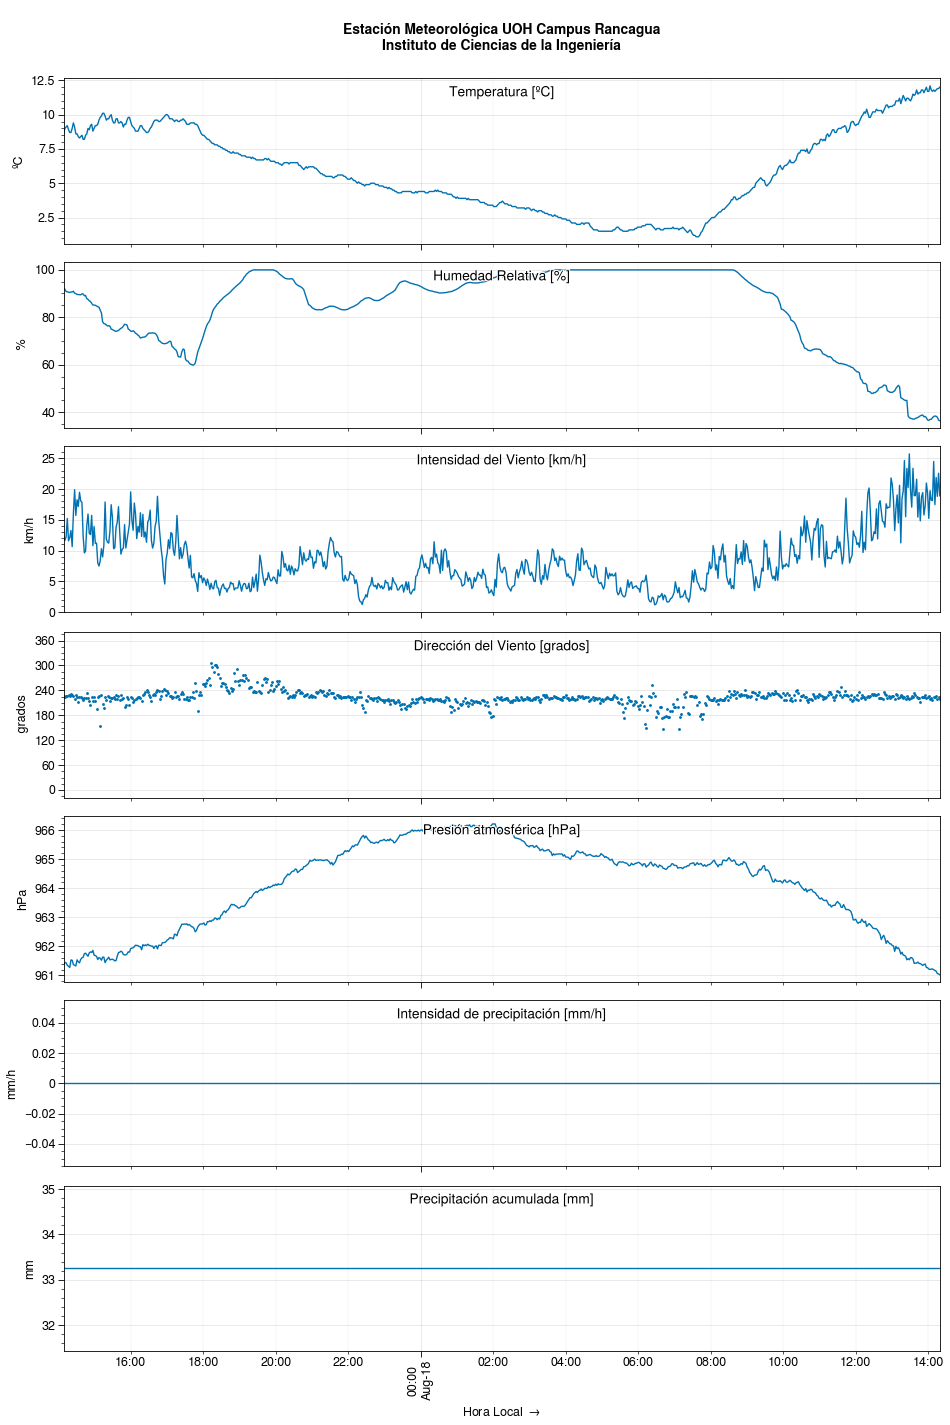 Estación Meteorológica UOH Campus Rancagua
Instituto de Ciencias de la Ingeniería
Temperatura [ºC]
ºC
12.5
10
7.5
5
2.5
Humedad Relativa [%]
%
100
80
60
40
Intensidad del Viento [km/h]
km/h
25
20
15
10
5
0
Dirección del Viento [grados]
grados
360
300
240
180
120
60
0
Presión atmosférica [hPa]
hPa
966
965
964
963
962
961
Intensidad de precipitación [mm/h]
mm/h
0.04
0.02
0
−0.02
−0.04
Precipitación acumulada [mm]
mm
35
34
33
32
16:00 18:00 20:00 22:00 00:00 02:00 04:00 06:00 08:00 10:00 12:00 14:00
Aug-18
Hora Local →